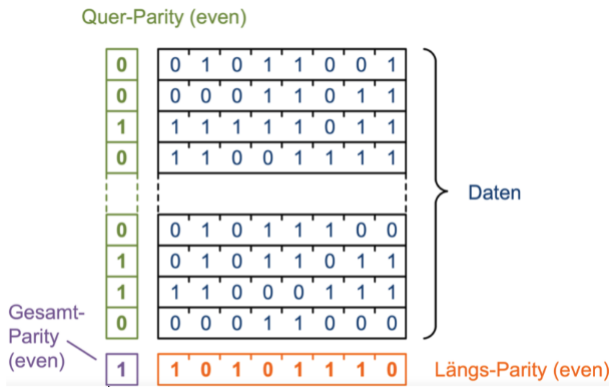 Quer-Parity (even)
0 0 1 0 1 1 0 0 1
0 0 0 0 1 1 0 1 1
1 1 1 1 1 1 0 1 1
0 1 1 0 0 1 1 1 1
Daten
0 0 1 0 1 1 1 0 0
1 0 1 0 1 1 0 1 1
1 1 1 0 0 0 1 1 1
0 0 0 0 1 1 0 0 0
Gesamt-
Parity
(even)
1 1 0 1 0 1 1 1 0
Längs-Parity (even)